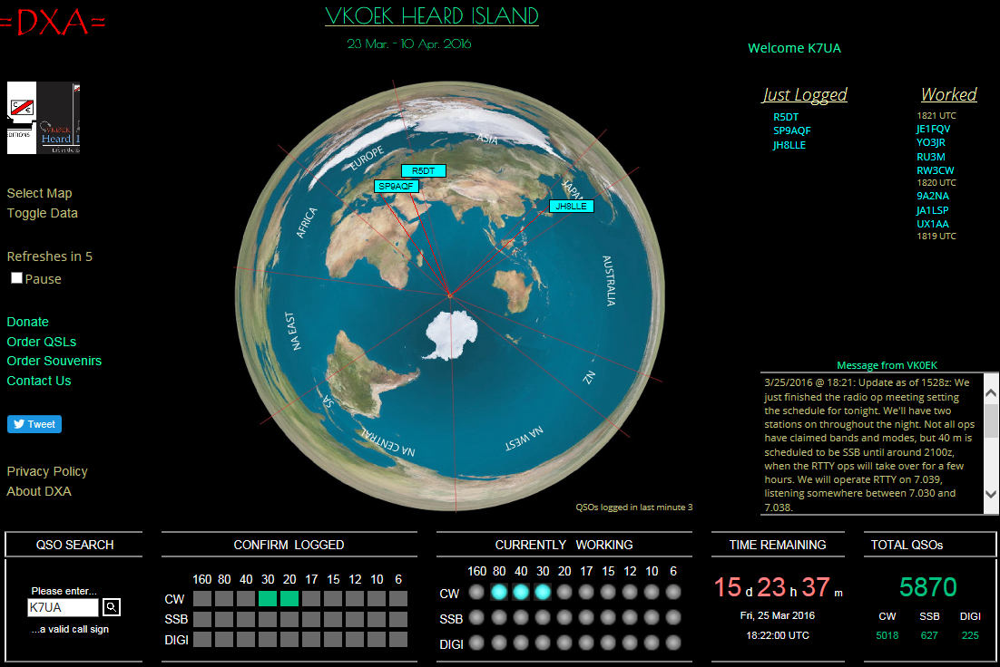 =DXA=
VKOEK HEARD ISLAND
23 Mar. - 10 Apr. 2016
Welcome K7UA
Just Logged
R5DT
SP9AQF
JH8LLE
Worked
1821 UTC
JE1FQV
YO3JR
RU3M
RW3CW
1820 UTC
9A2NA
JA1LSP
UX1AA
1819 UTC
EDITIONS
VKØEK
Heard I
Select Map
Toggle Data
Refreshes in 5
Pause
Donate
Order QSLs
Order Souvenirs
Contact Us
Tweet
Privacy Policy
About DXA
ASIA
EUROPE
R5DT
SP9AQF
JAPAN
JH8LLE
AFRICA
AUSTRALIA
NA EAST
NZ
SA
NA CENTRAL
NA WEST
QSOs logged in last minute 3
Message from VK0EK
3/25/2016 @ 18:21: Update as of 1528z: We
just finished the radio op meeting setting
the schedule for tonight. We'll have two
stations on throughout the night. Not all ops
have claimed bands and modes, but 40 m is
scheduled to be SSB until around 2100z,
when the RTTY ops will take over for a few
hours. We will operate RTTY on 7.039,
listening somewhere between 7.030 and
7.038.
QSO SEARCH
Please enter...
K7UA
...a valid call sign
CONFIRM LOGGED
160 80 40 30 20 17 15 12 10 6
CW
SSB
DIGI
CURRENTLY WORKING
160 80 40 30 20 17 15 12 10 6
CW
SSB
DIGI
TIME REMAINING
15 d 23 h 37 m
Fri, 25 Mar 2016
18:22:00 UTC
TOTAL QSOs
5870
CW SSB DIGI
5018 627 225